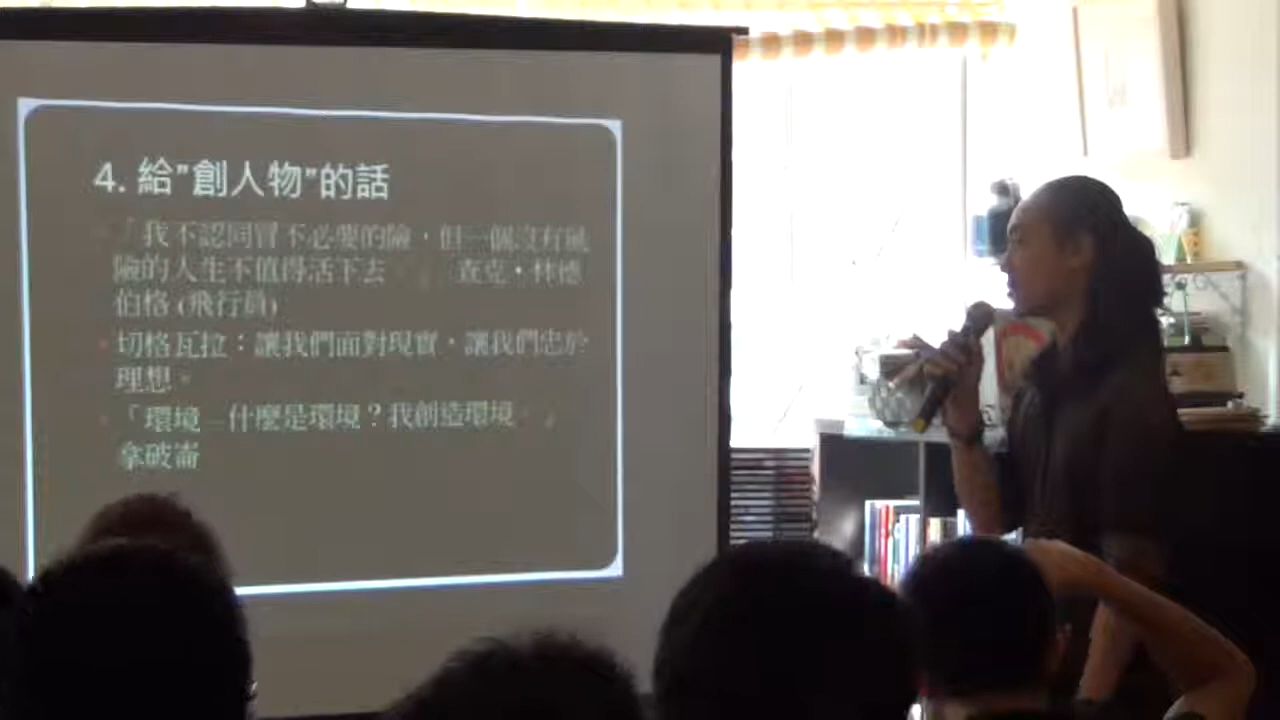 4. 給"創人物"的話
「我不認同冒不必要的險,但一個沒有風
險的人生不值得活下去 查克・林德
伯格 (飛行員)
切格瓦拉:讓我們面對現實,讓我們忠於
理想。
「環境—什麼是環境?我創造環境。」
拿破崙